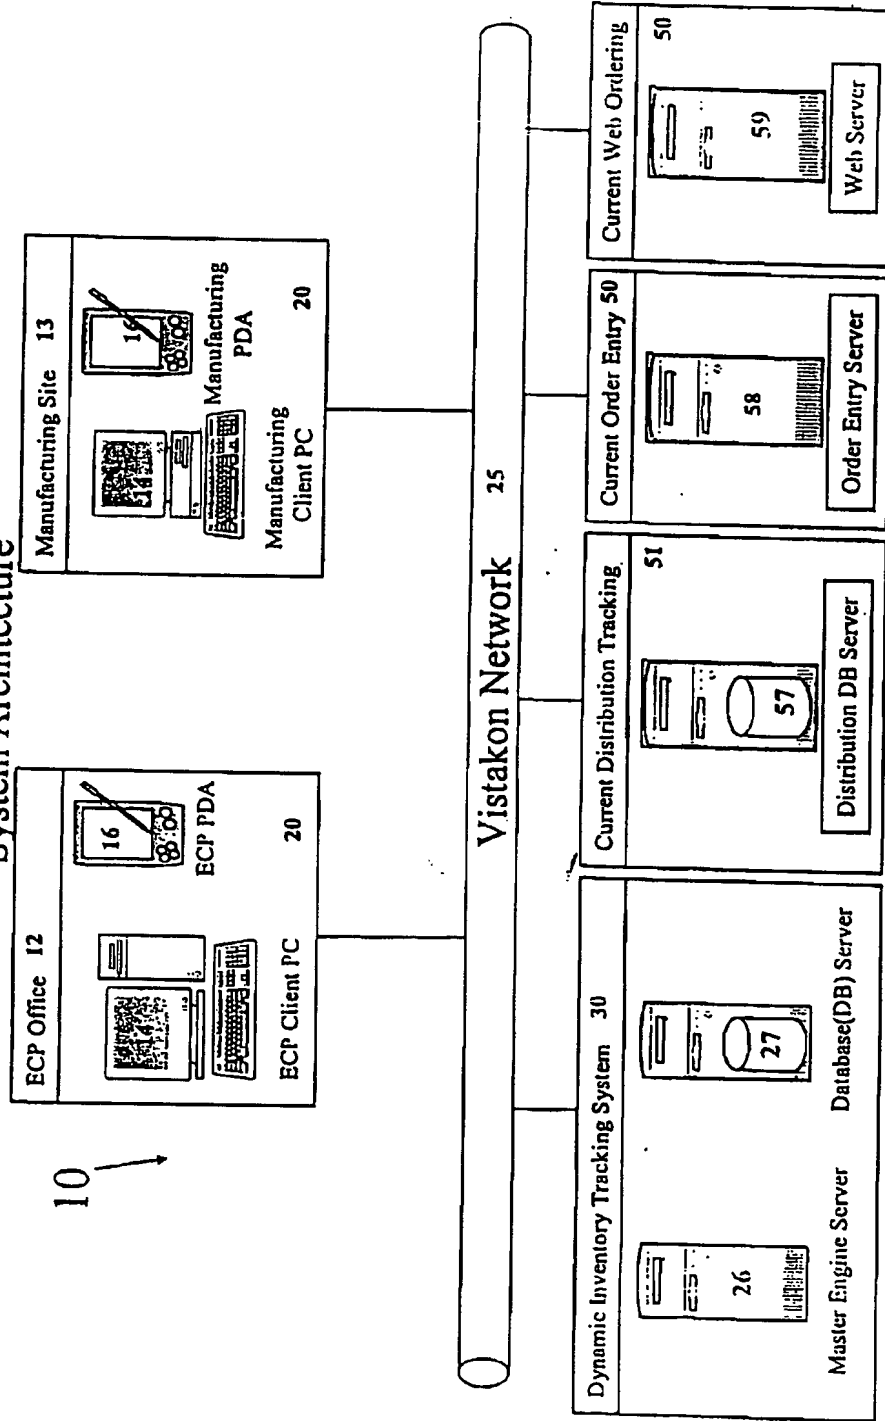 System Architecture
10
ECP Office 12
14
16
ECP PDA
ECP Client PC
20
Manufacturing Site 13
14
16
Manufacturing
PDA
Manufacturing
Client PC
20
Vistakon Network 25
Dynamic Inventory Tracking System 30
26
27
Master Engine Server
Database(DB) Server
Current Distribution Tracking
51
57
Distribution DB Server
Current Order Entry 50
58
Order Entry Server
Current Web Ordering
50
59
Web Server